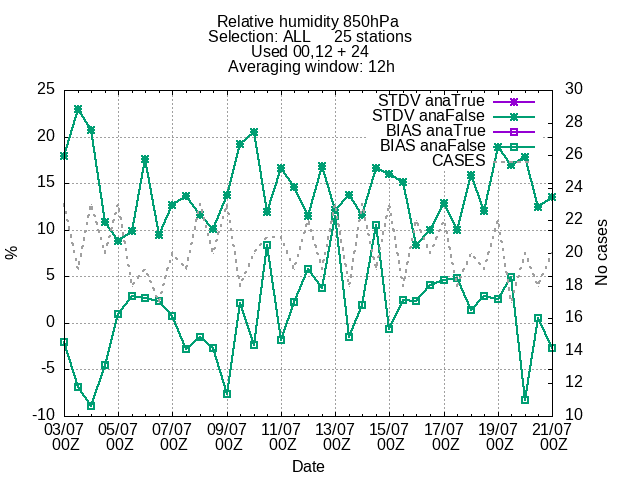 Relative humidity 850hPa
Selection: ALL 25 stations
Used 00,12 + 24
Averaging window: 12h
STDV anaTrue
STDV anaFalse
BIAS anaTrue
BIAS anaFalse
CASES
25
20
15
10
5
0
-5
-10
%
30
28
26
24
22
20
18
16
14
12
10
No cases
03/07 05/07 07/07 09/07 11/07 13/07 15/07 17/07 19/07 21/07
00Z 00Z 00Z 00Z 00Z 00Z 00Z 00Z 00Z 00Z
Date